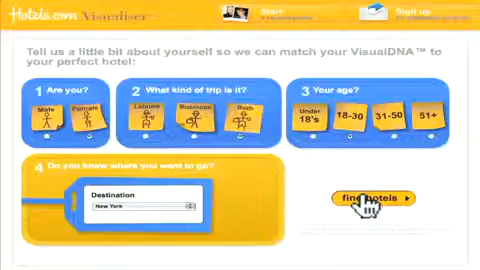 Hotels.com Visualiser
Start
Sign up
Tell us a little bit about yourself so we can match your VisualDNA™ to
your perfect hotel:
1 Are you?
Male
Female
2 What kind of trip is it?
Leisure
Business
Both
3 Your age?
Under
18's
18-30
31-50
51+
4 Do you know where you want to go?
Destination
New York
find hotels